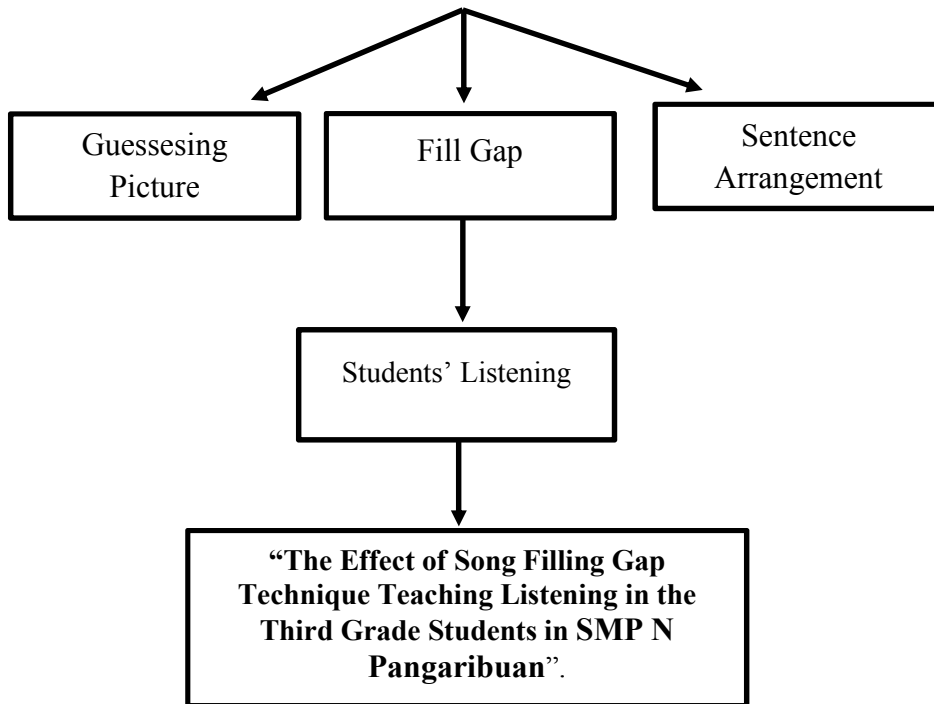 Guessesing
Picture
Fill Gap
Sentence
Arrangement
Students’ Listening
“The Effect of Song Filling Gap
Technique Teaching Listening in the
Third Grade Students in SMP N
Pangaribuan”.